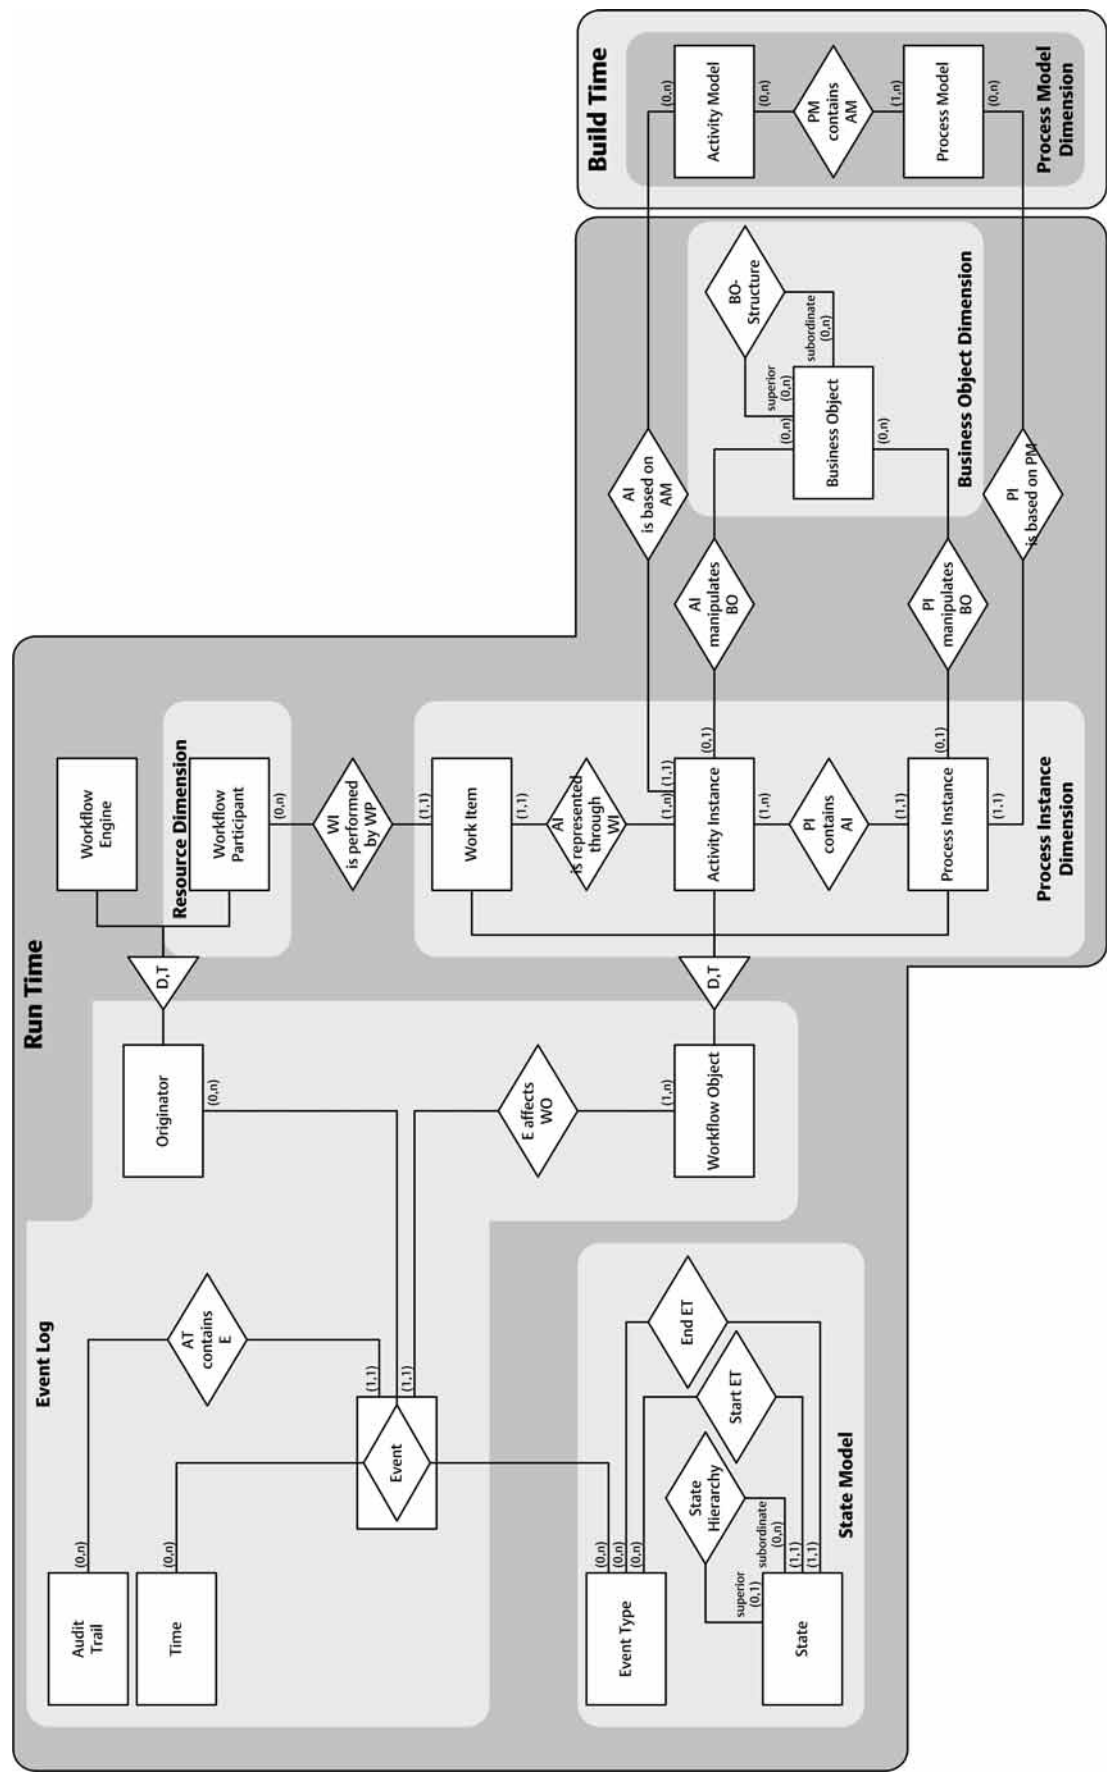 Run Time
Event Log
Audit
Trail
(0,n)
AT
contains
E
(1,1)
Time
(0,n)
Event
(1,1)
Originator
(0,n)
E affects
WO
(1,n)
Workflow Object
D,T
D,T
Workflow
Engine
Resource Dimension
Workflow
Participant
(0,n)
WI
is performed
by WP
(1,1)
Work Item
(1,1)
AI
is represented
through
WI
(1,n)
(1,1)
Activity Instance
(0,1)
(1,n)
PI
contains
AI
(1,1)
(0,1)
Process Instance
(1,1)
Process Instance
Dimension
State Model
Event Type
(0,n)
(0,n)
(0,n)
End ET
Start ET
State
Hierarchy
superior
(0,1)
subordinate
(0,n)
(1,1)
(1,1)
State
AI
is based on
AM
AI
manipulates
BO
PI
manipulates
BO
PI
is based on PM
Business Object Dimension
Business Object
(0,n)
(0,n)
superior
(0,n)
subordinate
(0,n)
BO-
Structure
Build Time
(0,n)
Activity Model
(0,n)
PM
contains
AM
(1,n)
Process Model
(0,n)
Process Model
Dimension